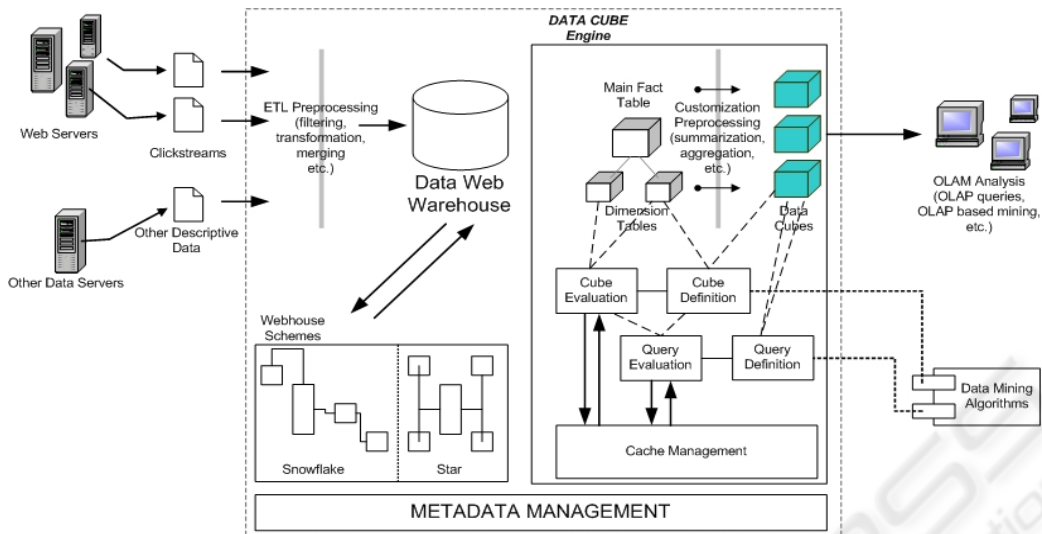 DATA CUBE
Engine
Web Servers
Clickstreams
Other Descriptive
Data
Other Data Servers
ETL Preprocessing
(filtering,
transformation,
merging
etc.)
Data Web
Warehouse
Webhouse
Schemes
Snowflake
Star
Main Fact
Table
Customization
Preprocessing
(summarization,
aggregation,
etc.)
Dimension
Tables
Data
Cubes
Cube
Evaluation
Cube
Definition
Query
Evaluation
Query
Definition
Cache Management
METADATA MANAGEMENT
OLAM Analysis
(OLAP queries,
OLAP based mining,
etc.)
Data Mining
Algorithms